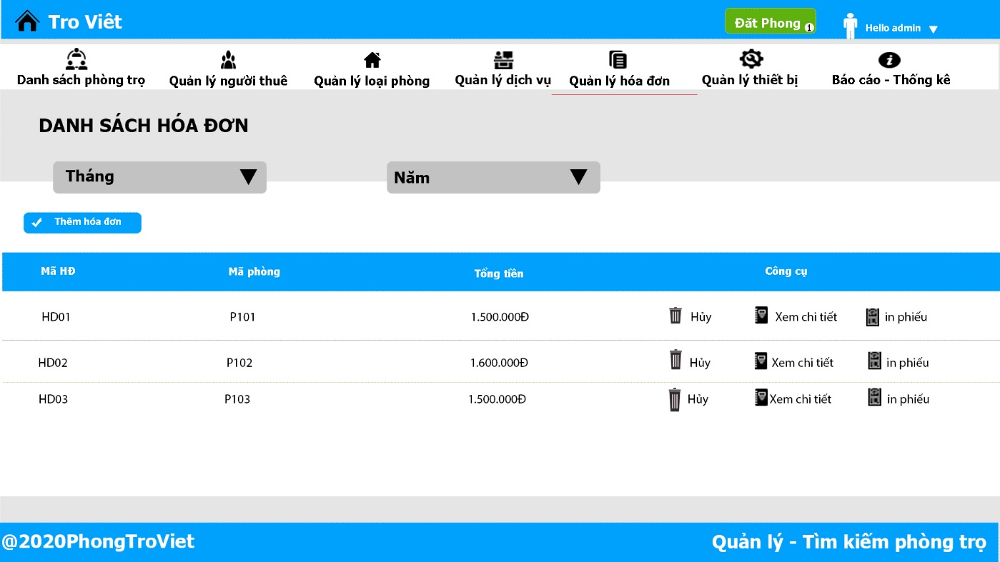 Tro Viêt
Đăt Phong 1
Hello admin
Danh sách phòng trọ
Quản lý người thuê
Quản lý loại phòng
Quản lý dịch vụ
Quản lý hóa đơn
Quản lý thiết bị
Báo cáo - Thống kê
DANH SÁCH HÓA ĐƠN
Tháng
Năm
Thêm hóa đơn
Mã HĐ Mã phòng Tổng tiền Công cụ
HD01 P101 1.500.000Đ Hủy Xem chi tiết in phiếu
HD02 P102 1.600.000Đ Hủy Xem chi tiết in phiếu
HD03 P103 1.500.000Đ Hủy Xem chi tiết in phiếu
@2020PhongTroViet
Quản lý - Tìm kiếm phòng trọ